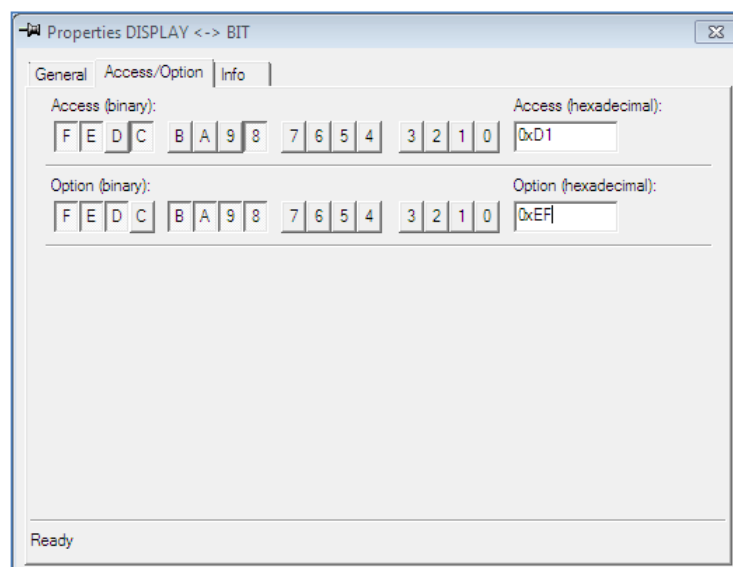 Properties DISPLAY <-> BIT
General Access/Option Info
Access (binary): Access (hexadecimal):
F E D C B A 9 8 7 6 5 4 3 2 1 0 0xD1
Option (binary): Option (hexadecimal):
F E D C B A 9 8 7 6 5 4 3 2 1 0 0xEF
Ready